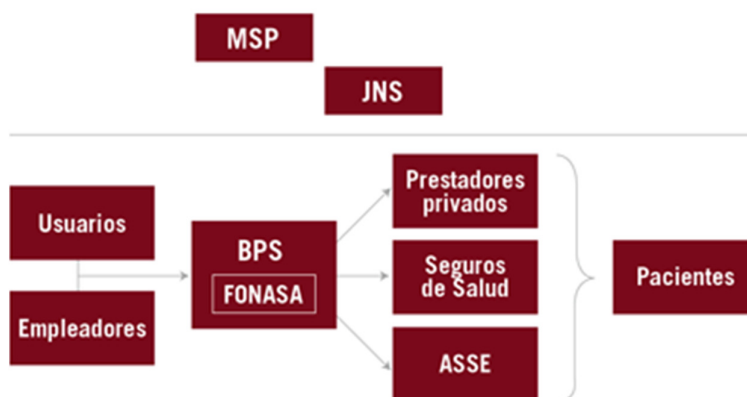 MSP
JNS
Usuarios
Empleadores
BPS
FONASA
Prestadores
privados
Seguros
de Salud
ASSE
Pacientes